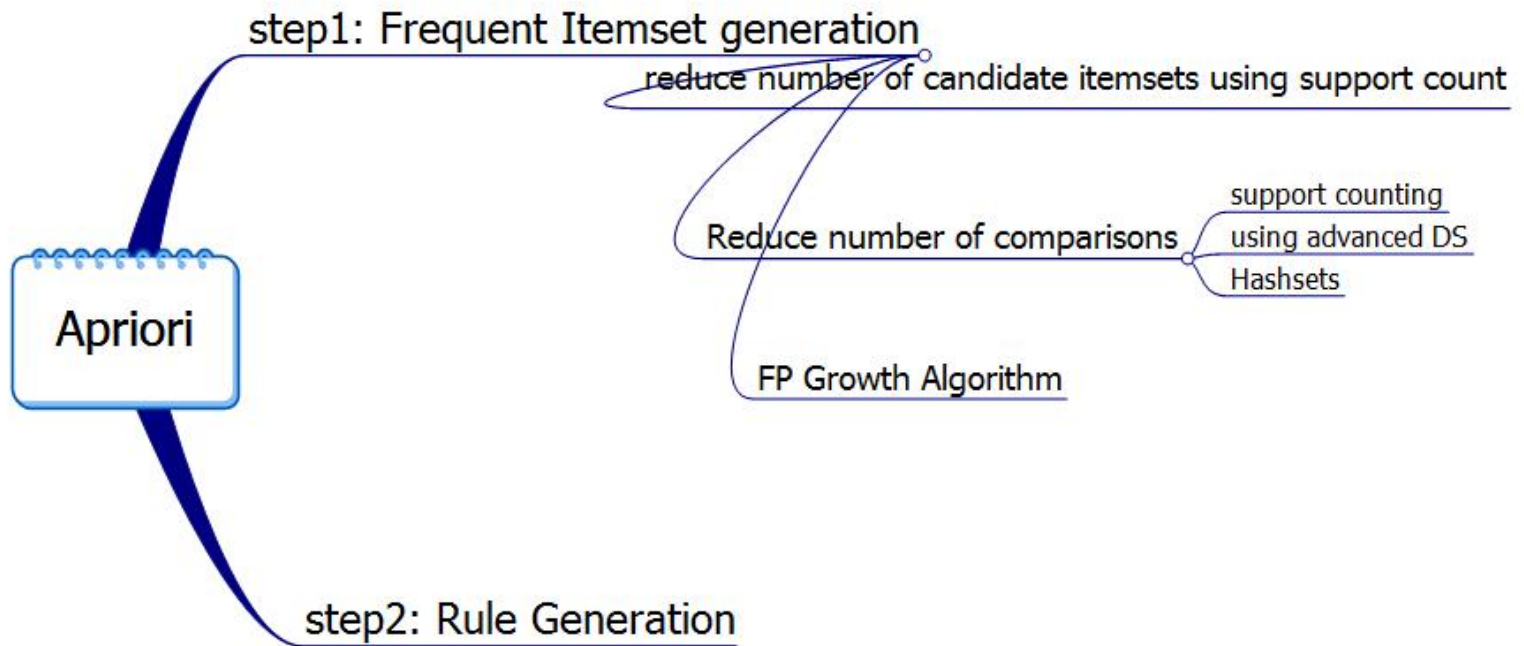 step1: Frequent Itemset generation
reduce number of candidate itemsets using support count
support counting
Reduce number of comparisons
using advanced DS
Hashsets
Apriori
FP Growth Algorithm
step2: Rule Generation